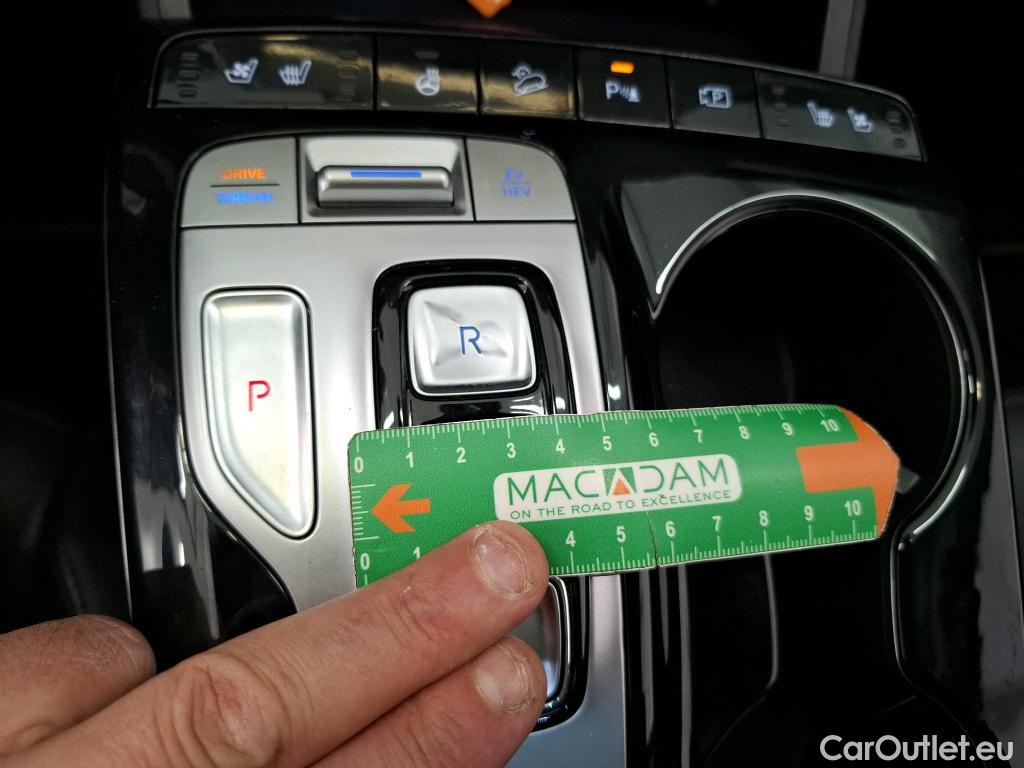 P
P
DRIVE
TERRAIN
EV
HEV
P
R
0 1 2 3 4 5 6 7 8 9 10
MACADAM
ON THE ROAD TO EXCELLENCE
0 1 4 5 6 7 8 9 10
CarOutlet.eu